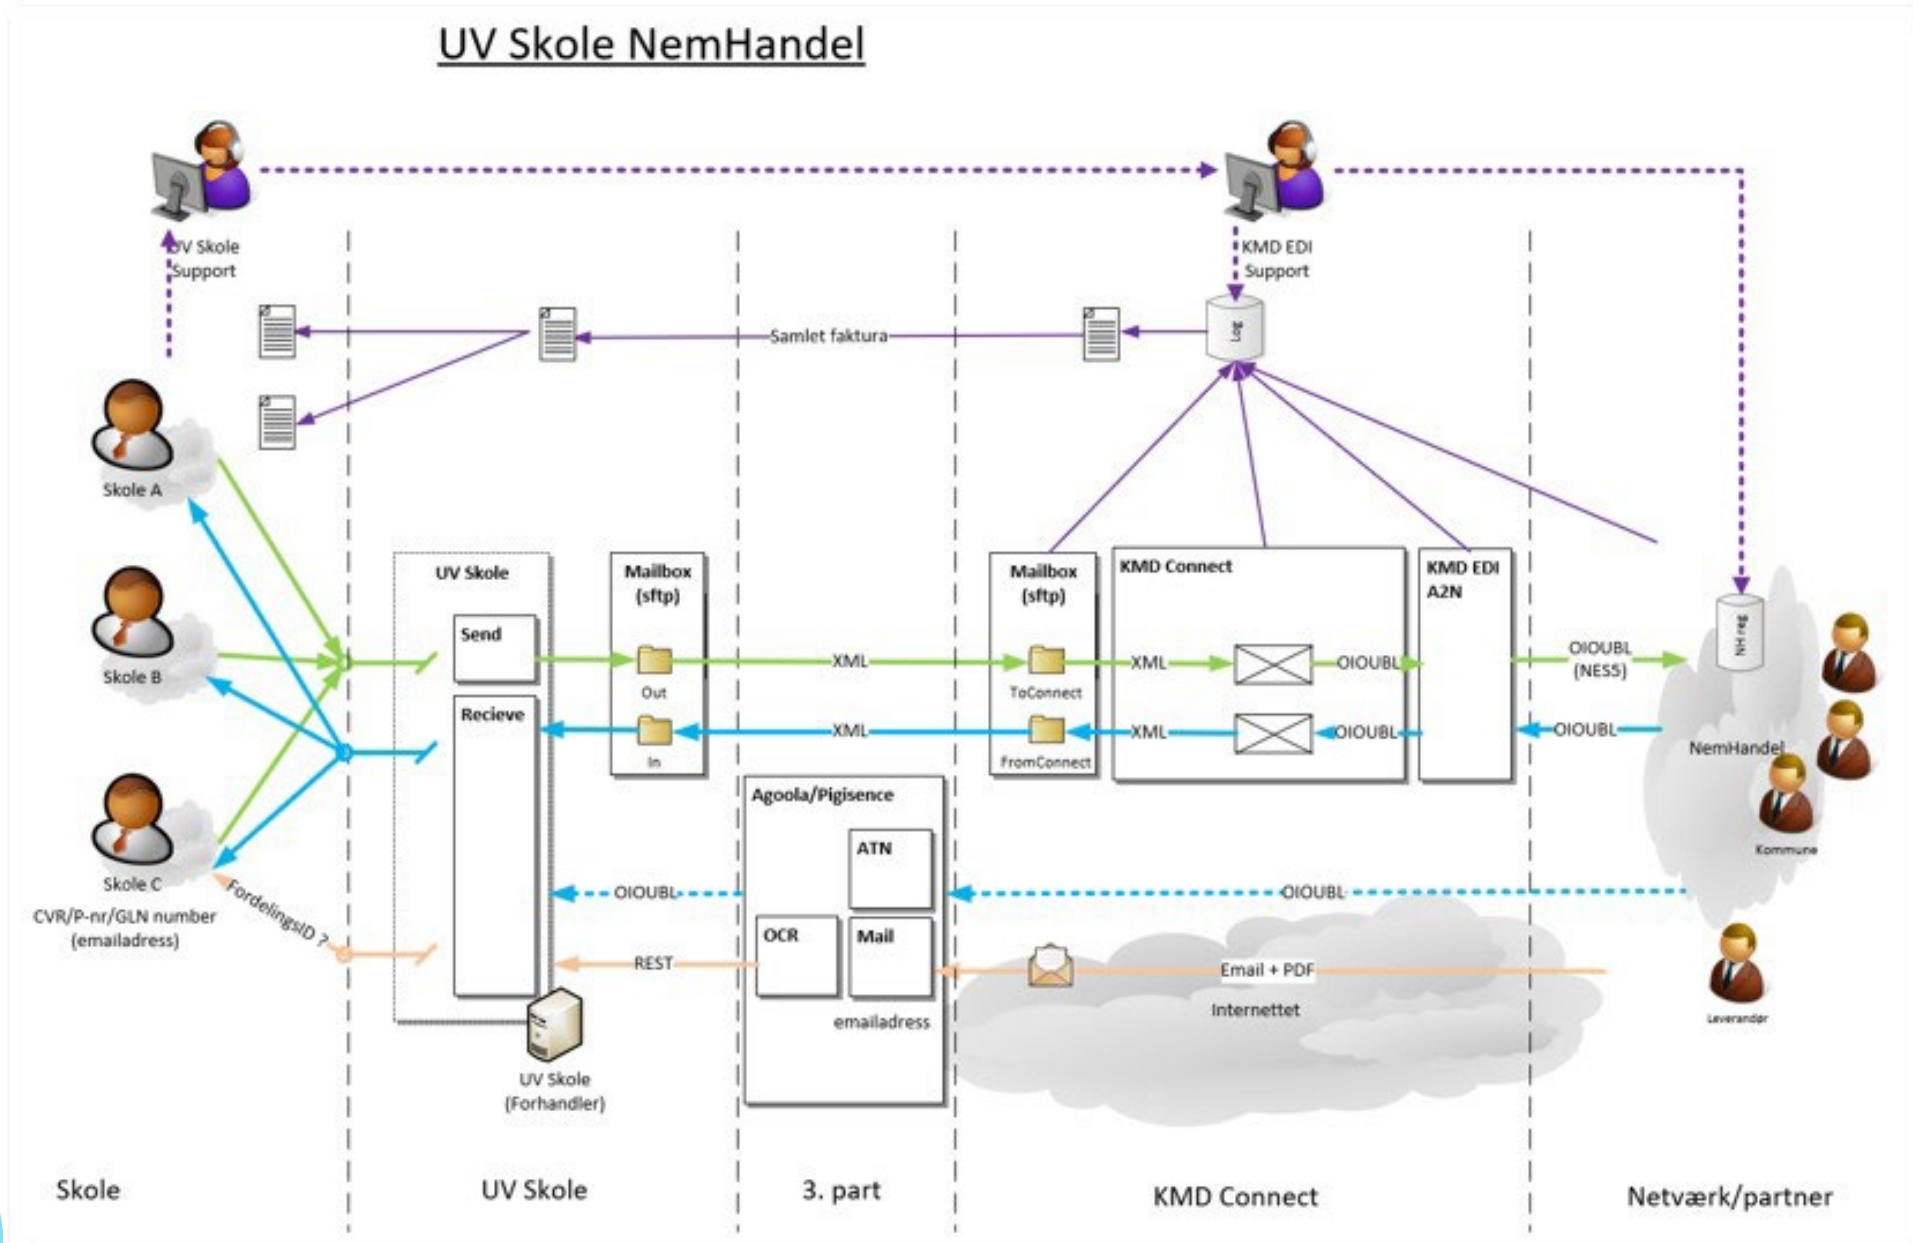 UV Skole NemHandel
UV Skole
Support
KMD EDI
Support
Samlet faktura
Log
Skole A
Skole B
Skole C
CVR/P-nr/GLN number
(emailadress)
FordelingsID ?
UV Skole
Send
Recieve
Mailbox
(sftp)
Out
In
XML
XML
Mailbox
(sftp)
ToConnect
FromConnect
KMD Connect
XML
OIOUBL
XML
OIOUBL
KMD EDI
A2N
OIOUBL
(NES5)
OIOUBL
NH reg
NemHandel
Kommune
Agoola/Pigisence
ATN
OCR
Mail
emailadress
OIOUBL
OIOUBL
REST
Email + PDF
Internettet
Leverandør
UV Skole
(Forhandler)
Skole
UV Skole
3. part
KMD Connect
Netværk/partner